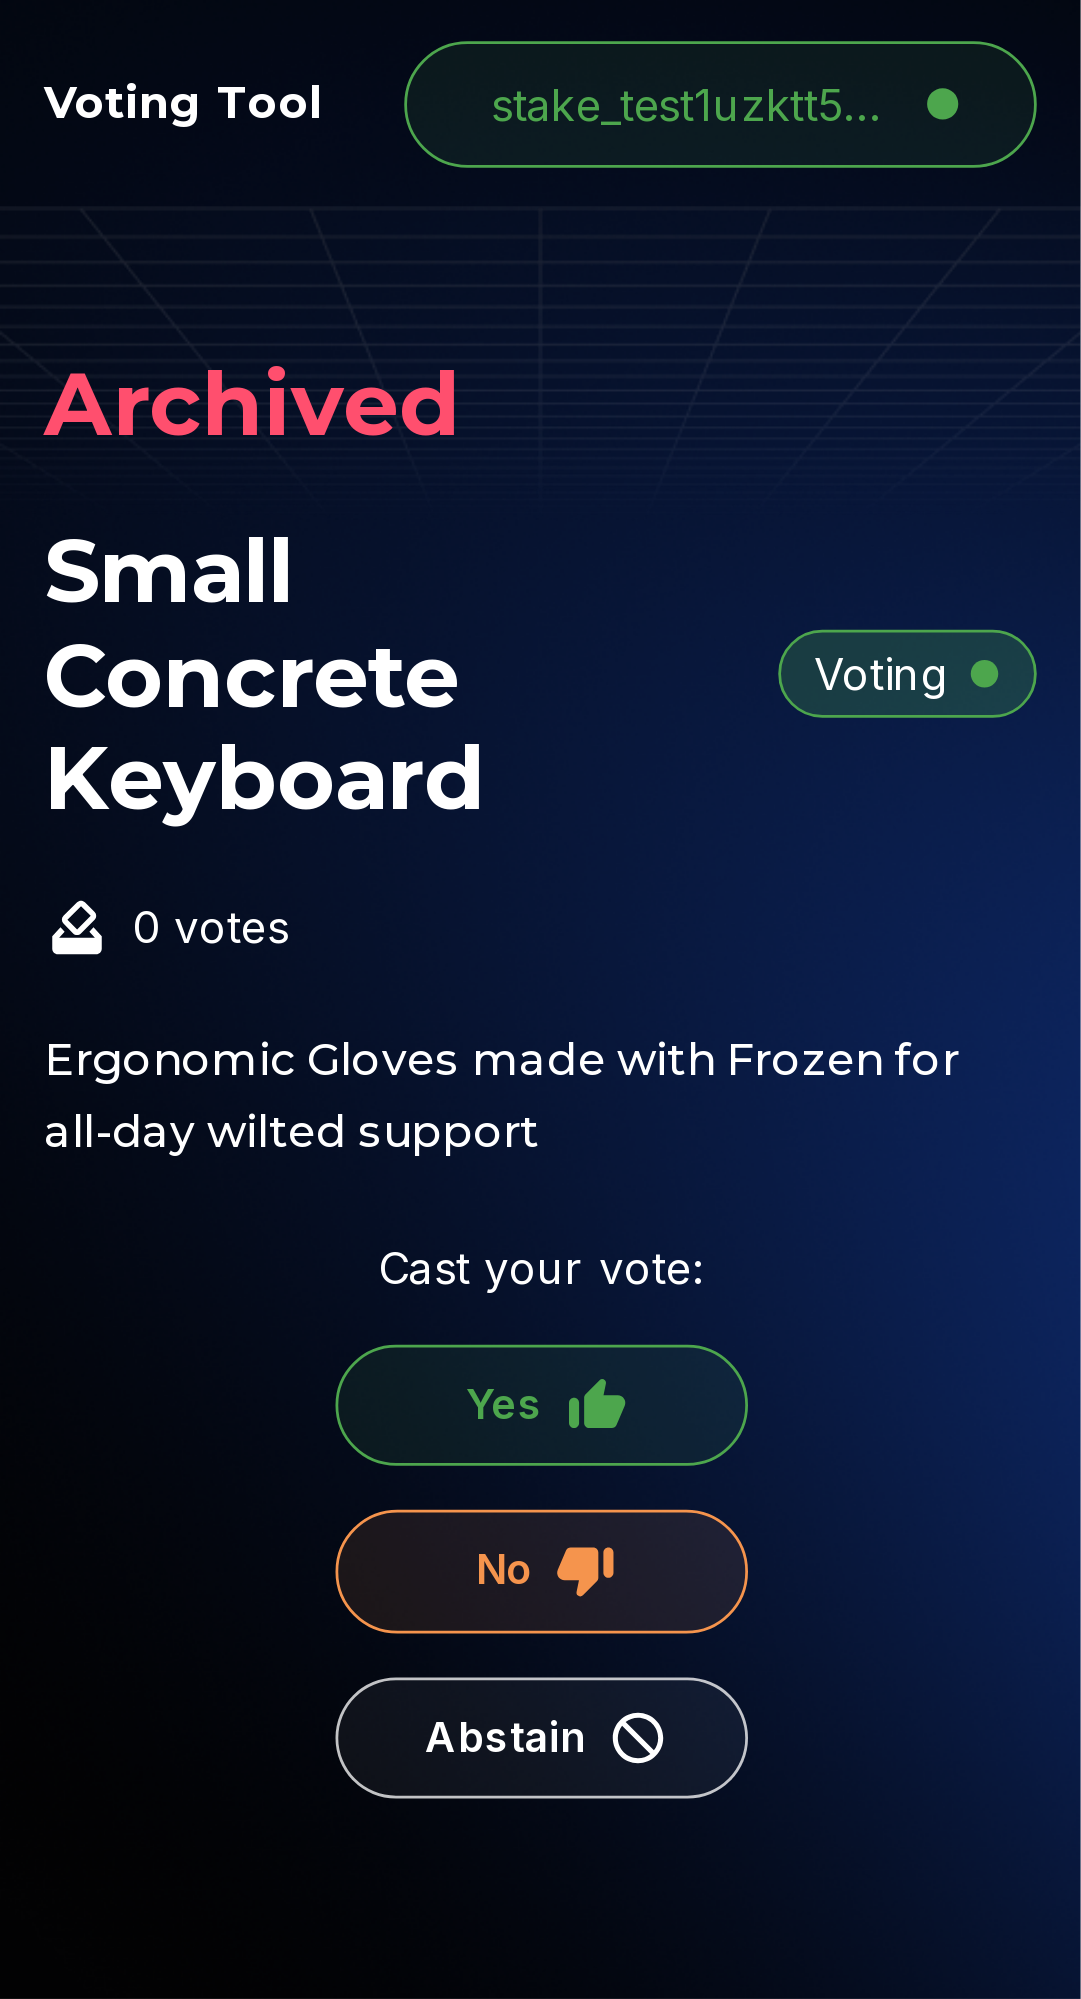 Voting Tool
stake_test1uzktt5...
Archived
Small
Concrete
Keyboard
Voting
0 votes
Ergonomic Gloves made with Frozen for
all-day wilted support
Cast your vote:
Yes
No
Abstain